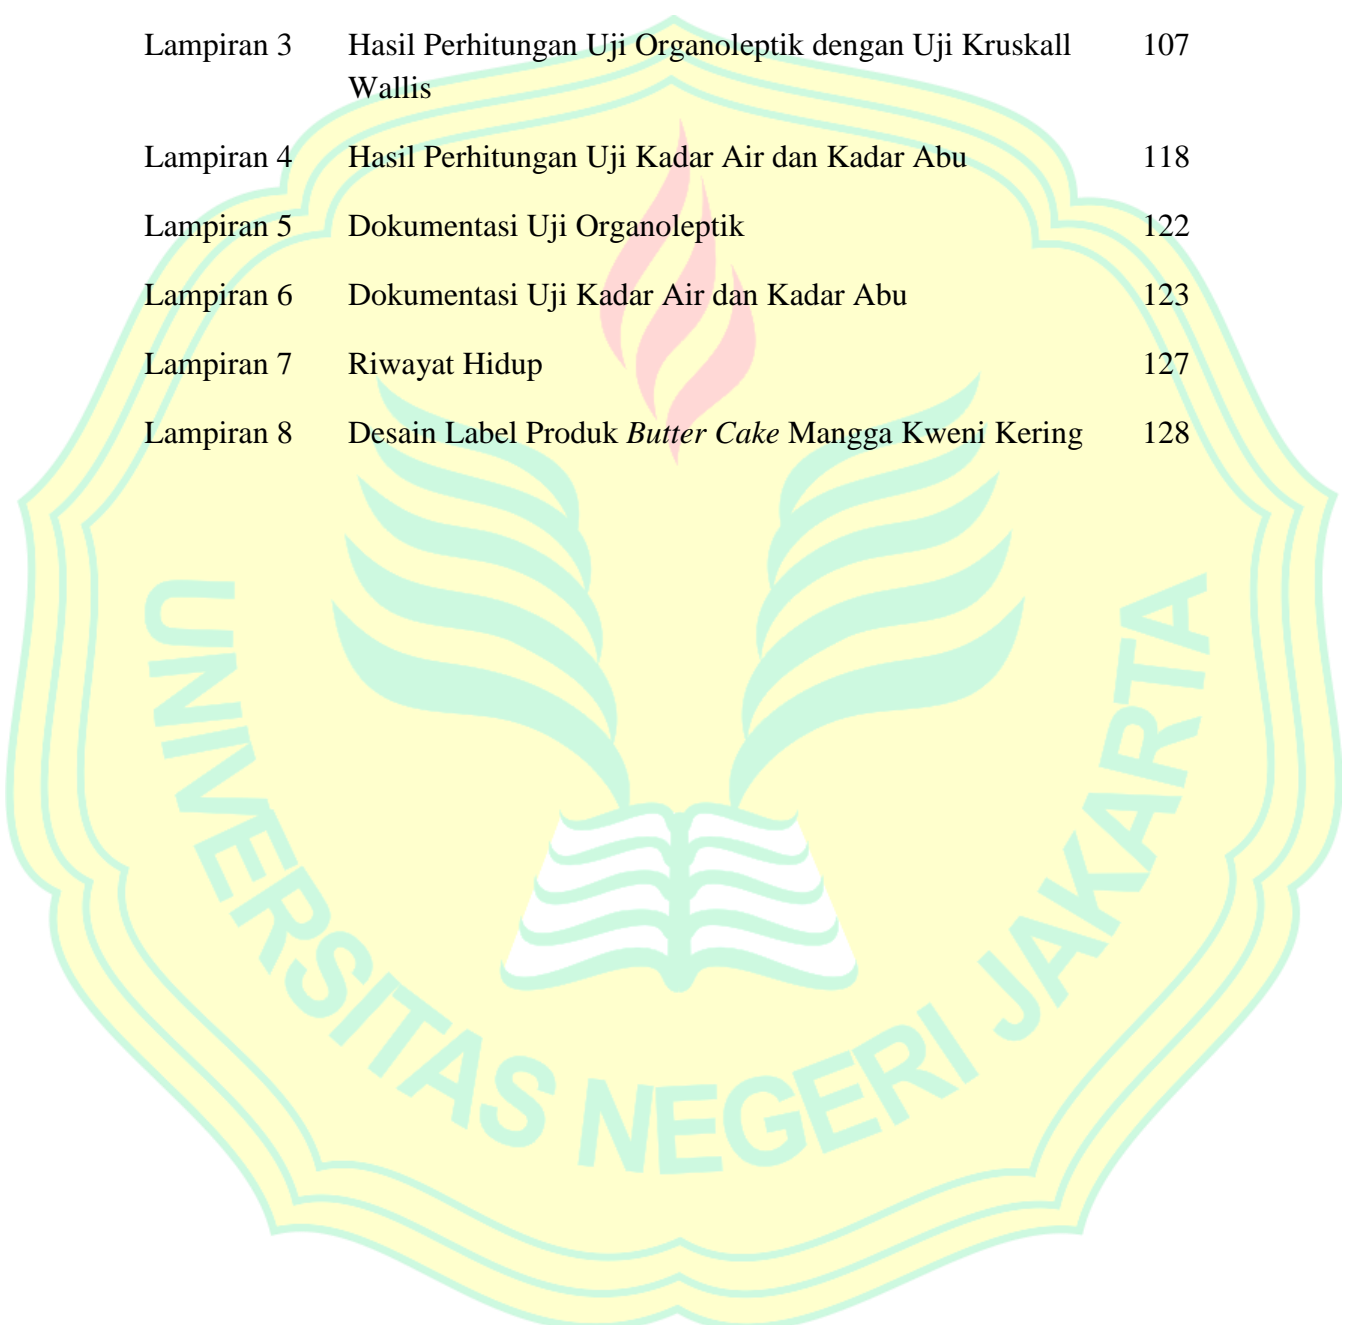 Lampiran 3 Hasil Perhitungan Uji Organoleptik dengan Uji Kruskall 107
Wallis
Lampiran 4 Hasil Perhitungan Uji Kadar Air dan Kadar Abu 118
Lampiran 5 Dokumentasi Uji Organoleptik 122
Lampiran 6 Dokumentasi Uji Kadar Air dan Kadar Abu 123
Lampiran 7 Riwayat Hidup 127
Lampiran 8 Desain Label Produk Butter Cake Mangga Kweni Kering 128
UNIVERSITAS NEGERI JAKARTA